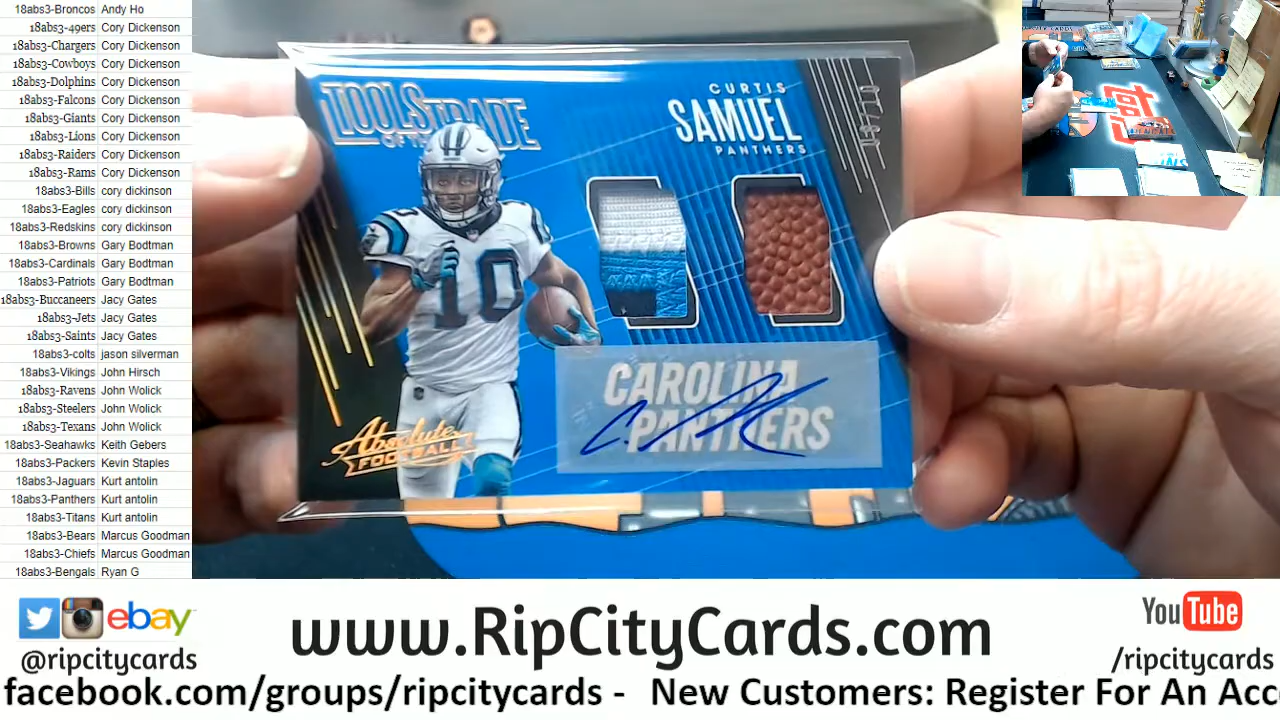 18abs3-Broncos Andy Ho
18abs3-49ers Cory Dickenson
18abs3-Chargers Cory Dickenson
18abs3-Cowboys Cory Dickenson
18abs3-Dolphins Cory Dickenson
18abs3-Falcons Cory Dickenson
18abs3-Giants Cory Dickenson
18abs3-Lions Cory Dickenson
18abs3-Raiders Cory Dickenson
18abs3-Rams Cory Dickenson
18abs3-Bills cory dickinson
18abs3-Eagles cory dickinson
18abs3-Redskins cory dickinson
18abs3-Browns Gary Bodtman
18abs3-Cardinals Gary Bodtman
18abs3-Patriots Gary Bodtman
18abs3-Buccaneers Jacy Gates
18abs3-Jets Jacy Gates
18abs3-Saints Jacy Gates
18abs3-colts jason silverman
18abs3-Vikings John Hirsch
18abs3-Ravens John Wolick
18abs3-Steelers John Wolick
18abs3-Texans John Wolick
18abs3-Seahawks Keith Gebers
18abs3-Packers Kevin Staples
18abs3-Jaguars Kurt antolin
18abs3-Panthers Kurt antolin
18abs3-Titans Kurt antolin
18abs3-Bears Marcus Goodman
18abs3-Chiefs Marcus Goodman
18abs3-Bengals Ryan G
TOOLS OF THE TRADE
CURTIS
SAMUEL
PANTHERS
10
CAROLINA
PANTHERS
Absolute
FOOTBALL
ebay
@ripcitycards
www.RipCityCards.com
YouTube
/ripcitycards
facebook.com/groups/ripcitycards - New Customers: Register For An Acc